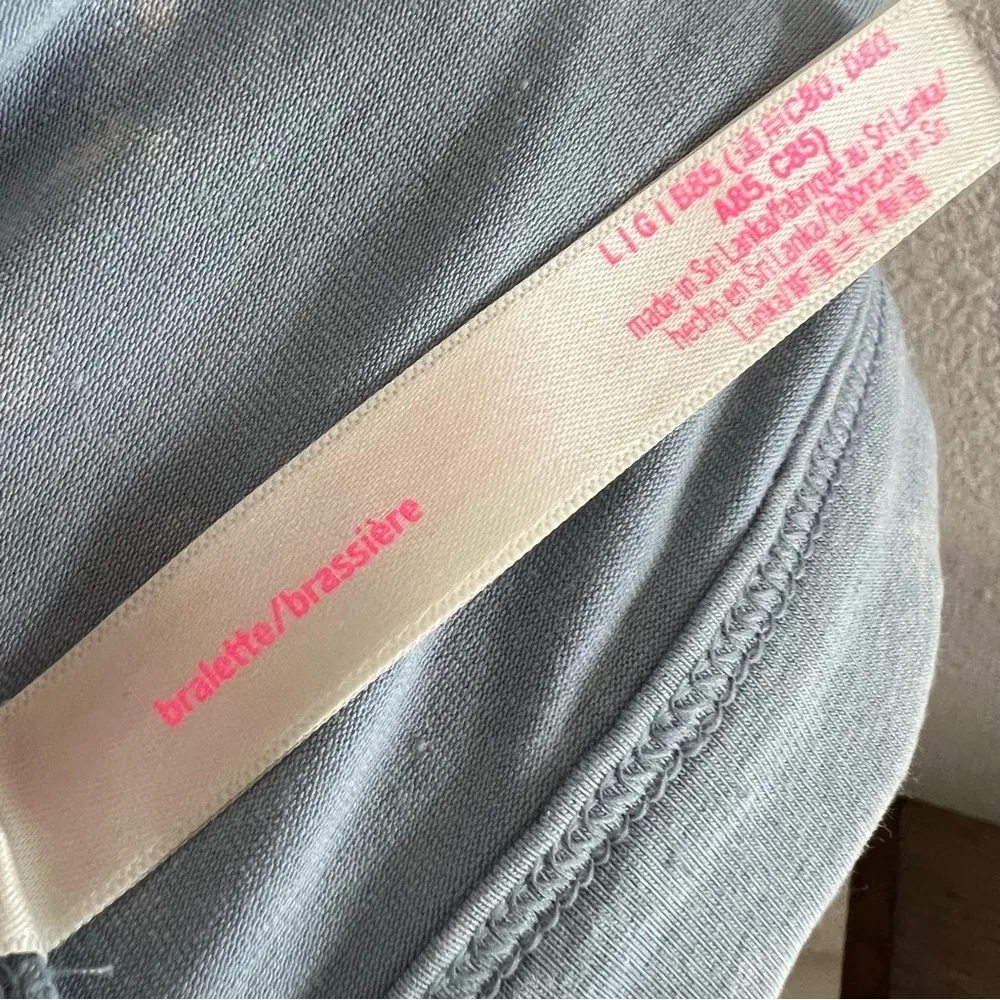 L | G | B85 (适合C80, D80,
A85, C85)
made in Sri Lanka/fabriqué au Sri Lanka/
hecho en Sri Lanka/fabbricato in Sri
Lanka/斯里兰卡制造
bralette/brassière